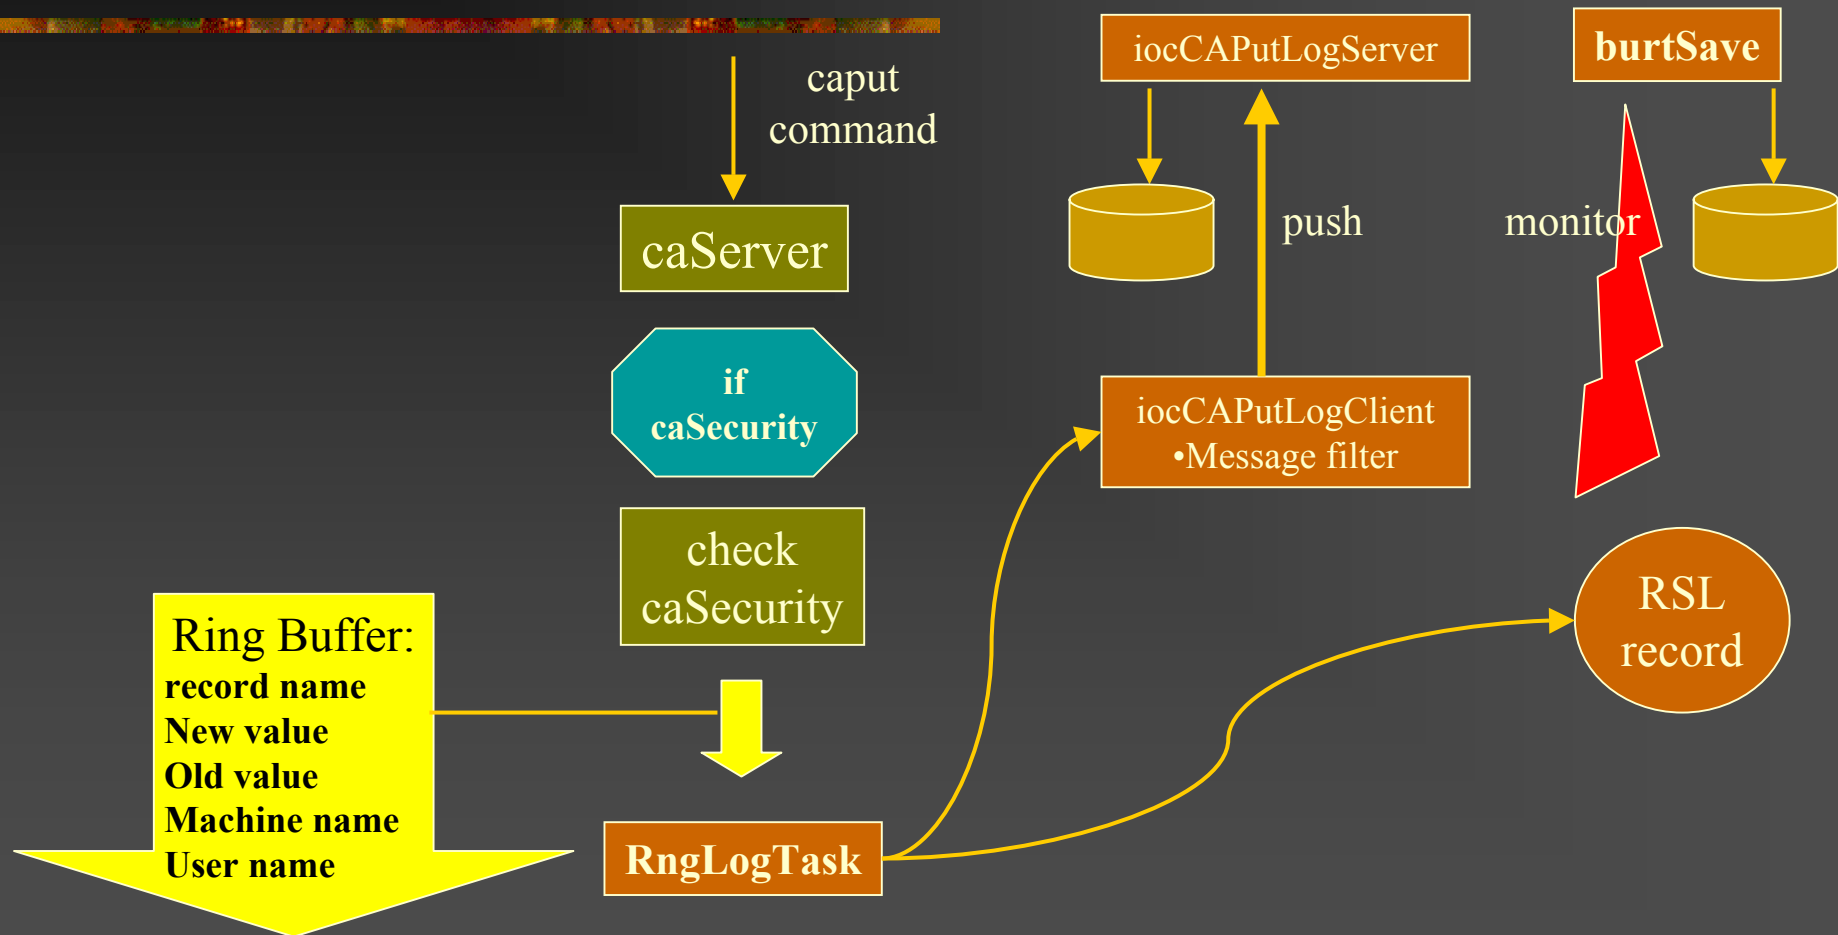 caput
command
caServer
if
caSecurity
check
caSecurity
Ring Buffer:
record name
New value
Old value
Machine name
User name
RngLogTask
iocCAPutLogServer
push
iocCAPutLogClient
•Message filter
burtSave
monitor
RSL
record